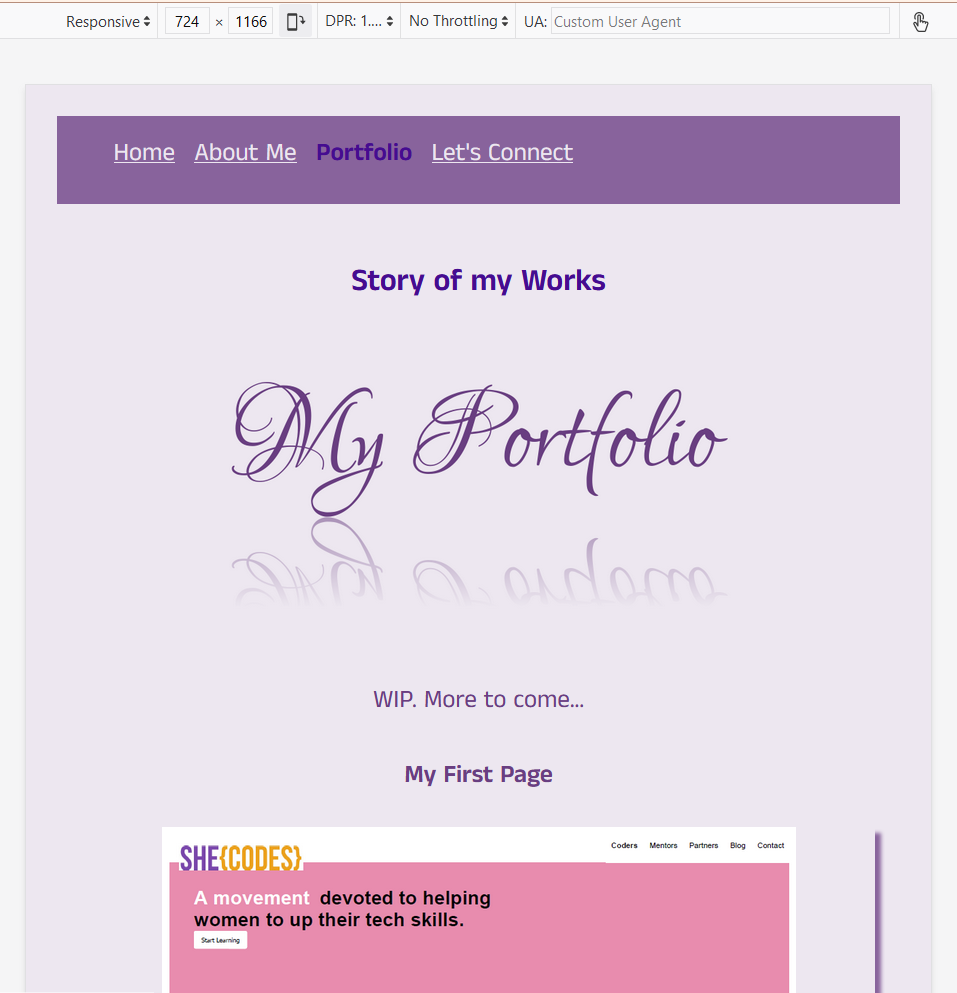 Responsive 724 × 1166 DPR: 1.... No Throttling UA: Custom User Agent
Home About Me Portfolio Let's Connect
Story of my Works
My Portfolio
WIP. More to come...
My First Page
SHE{CODES} Coders Mentors Partners Blog Contact
A movement devoted to helping
women to up their tech skills.
Start Learning